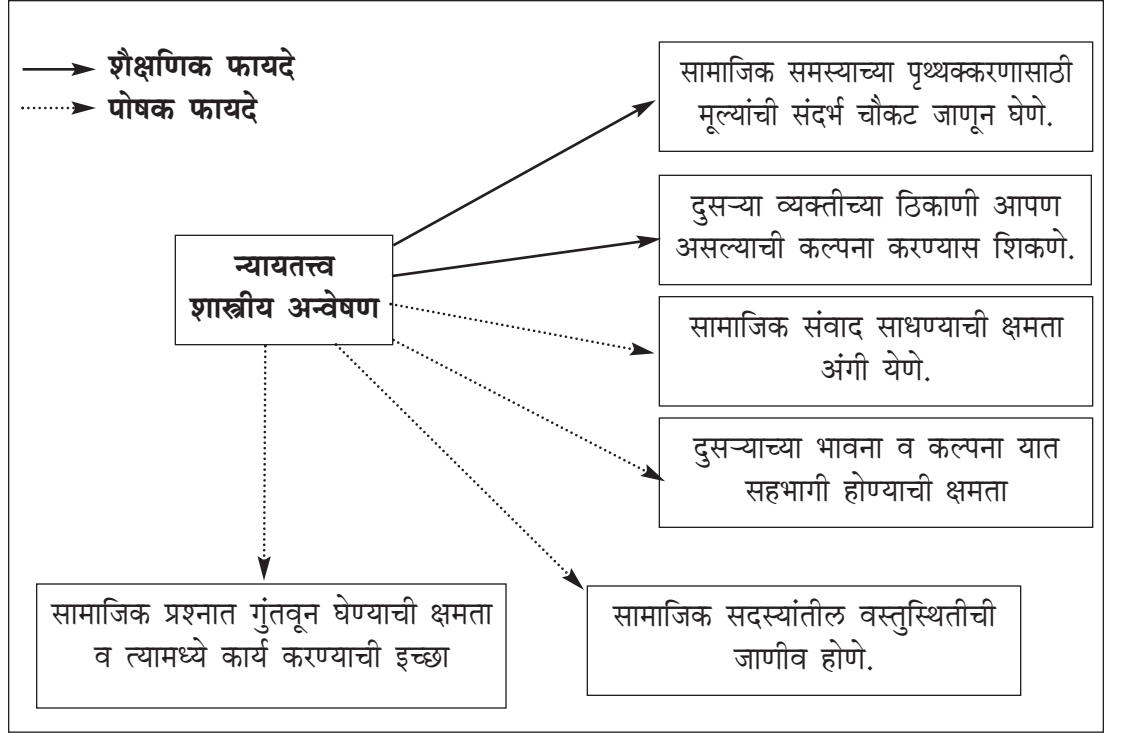 शैक्षणिक फायदे
पोषक फायदे
सामाजिक समस्याच्या पृथ्थक्करणासाठी
मूल्यांची संदर्भ चौकट जाणून घेणे.
दुसऱ्या व्यक्तीच्या ठिकाणी आपण
असल्याची कल्पना करण्यास शिकणे.
न्यायतत्त्व
शास्त्रीय अन्वेषण
सामाजिक संवाद साधण्याची क्षमता
अंगी येणे.
दुसऱ्याच्या भावना व कल्पना यात
सहभागी होण्याची क्षमता
सामाजिक प्रश्नात गुंतवून घेण्याची क्षमता
व त्यामध्ये कार्य करण्याची इच्छा
सामाजिक सदस्यांतील वस्तुस्थितीची
जाणीव होणे.